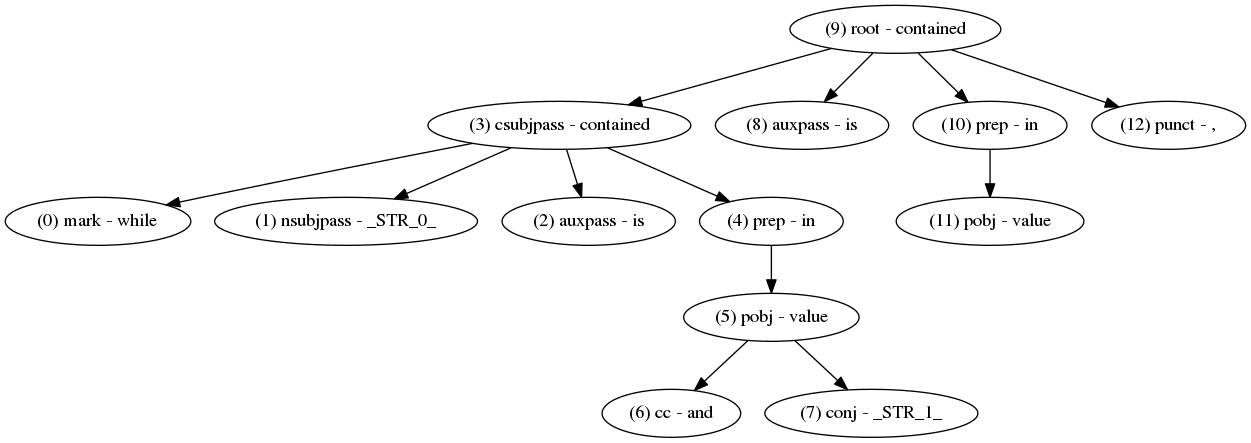 (9) root - contained
(3) csubjpass - contained
(8) auxpass - is
(10) prep - in
(12) punct - ,
(0) mark - while
(1) nsubjpass - _STR_0_
(2) auxpass - is
(4) prep - in
(11) pobj - value
(5) pobj - value
(6) cc - and
(7) conj - _STR_1_